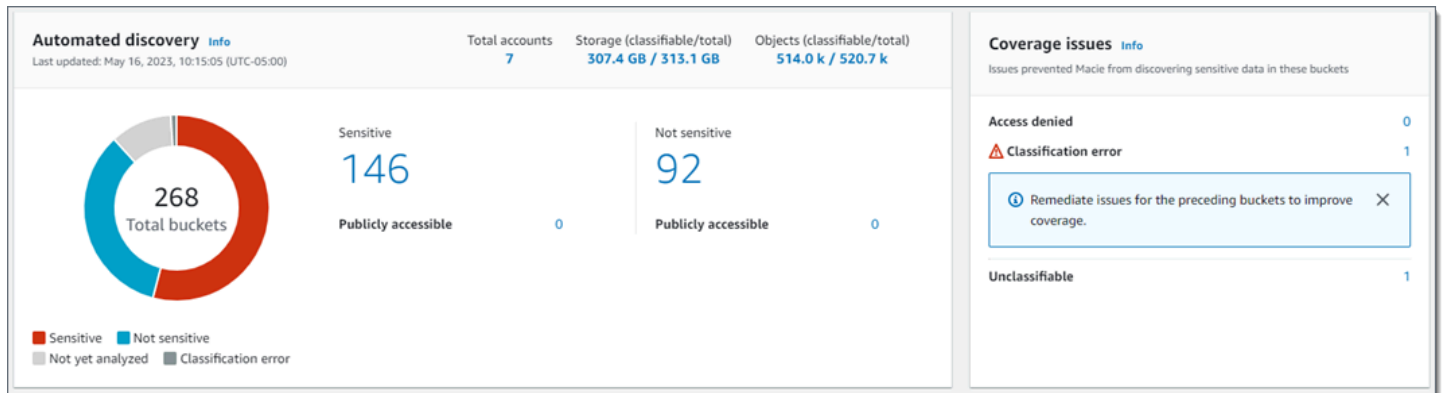 Automated discovery Info
Last updated: May 16, 2023, 10:15:05 (UTC-05:00)
Total accounts
7
Storage (classifiable/total)
307.4 GB / 313.1 GB
Objects (classifiable/total)
514.0 k / 520.7 k
268
Total buckets
Sensitive
146
Publicly accessible 0
Not sensitive
92
Publicly accessible 0
Sensitive Not sensitive
Not yet analyzed Classification error
Coverage issues Info
Issues prevented Macie from discovering sensitive data in these buckets
Access denied 0
Classification error 1
Remediate issues for the preceding buckets to improve
coverage.
Unclassifiable 1